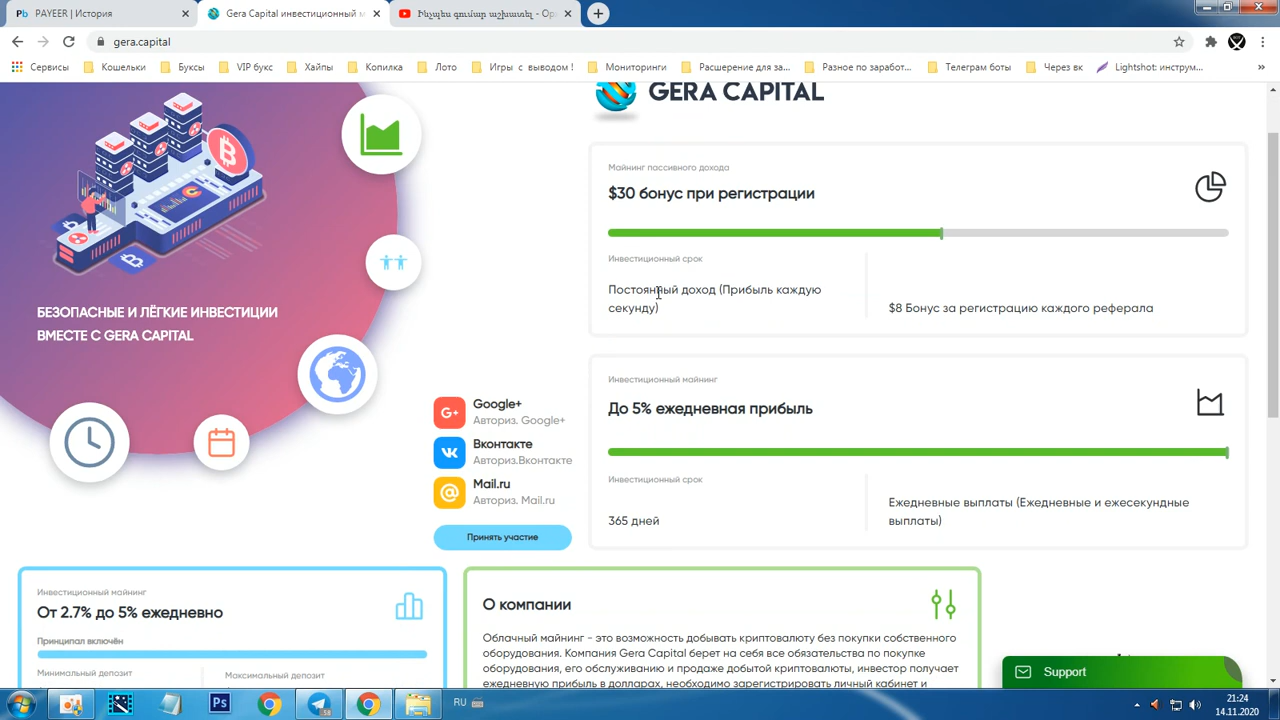 PAYEER | История
Gera Capital инвестиционный м
Ինչպես գումար աշխատել - Օր
gera.capital
Сервисы
Кошельки
Буксы
VIP букс
Хайпы
Копилка
Лото
Игры с выводом !
Мониторинги
Расшерение для за...
Разное по заработ...
Телеграм боты
Через вк
Lightshot: инструм...
»
GERA CAPITAL
Майнинг пассивного дохода
$30 бонус при регистрации
Инвестиционный срок
Постоянный доход (Прибыль каждую
секунду)
$8 Бонус за регистрацию каждого реферала
БЕЗОПАСНЫЕ И ЛЁГКИЕ ИНВЕСТИЦИИ
ВМЕСТЕ С GERA CAPITAL
Google+
Авториз. Google+
Вконтакте
Авториз.Вконтакте
Mail.ru
Авториз. Mail.ru
Принять участие
Инвестиционный майнинг
До 5% ежедневная прибыль
Инвестиционный срок
365 дней
Ежедневные выплаты (Ежедневные и ежесекундные
выплаты)
Инвестиционный майнинг
От 2.7% до 5% ежедневно
Принципал включён
Минимальный депозит
Максимальный депозит
О компании
Облачный майнинг - это возможность добывать криптовалюту без покупки собственного
оборудования. Компания Gera Capital берет на себя все обязательства по покупке
оборудования, его обслуживанию и продаже добытой криптовалюты, инвестор получает
ежедневную прибыль в долларах, необходимо зарегистрировать личный кабинет и
Support
RU
21:24
14.11.2020